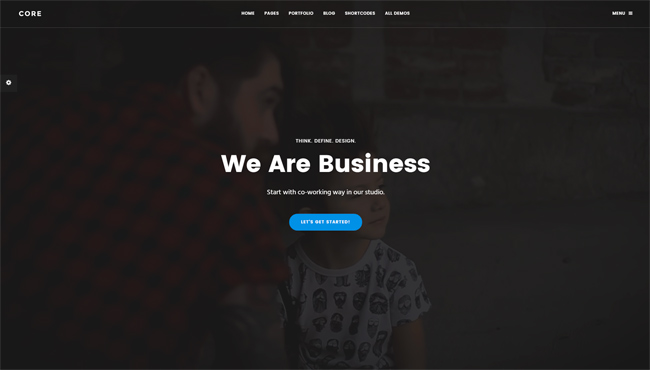 CORE
HOME PAGES PORTFOLIO BLOG SHORTCODES ALL DEMOS
MENU
THINK. DEFINE. DESIGN.
We Are Business
Start with co-working way in our studio.
LET'S GET STARTED!